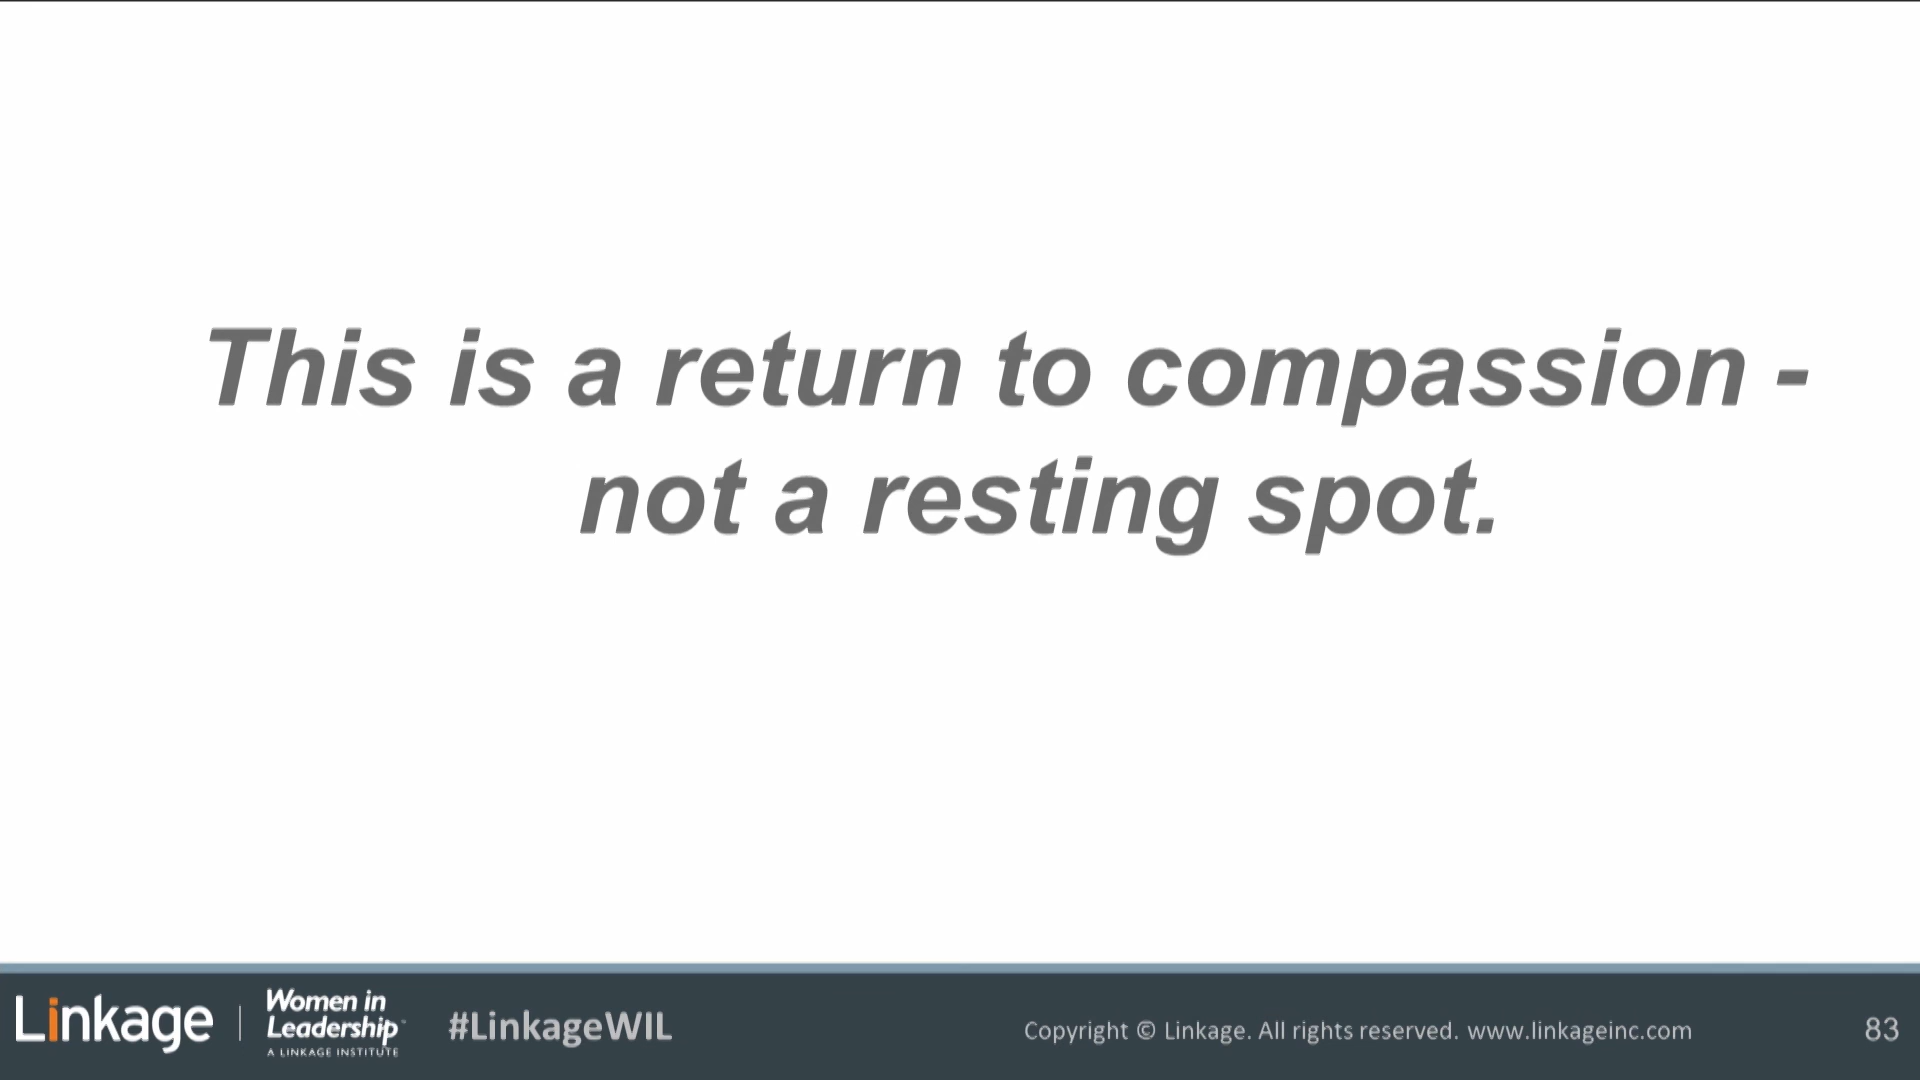 This is a return to compassion -
not a resting spot.
Linkage
Women in
Leadership
A LINKAGE INSTITUTE
#LinkageWIL
Copyright © Linkage. All rights reserved. www.linkageinc.com
83